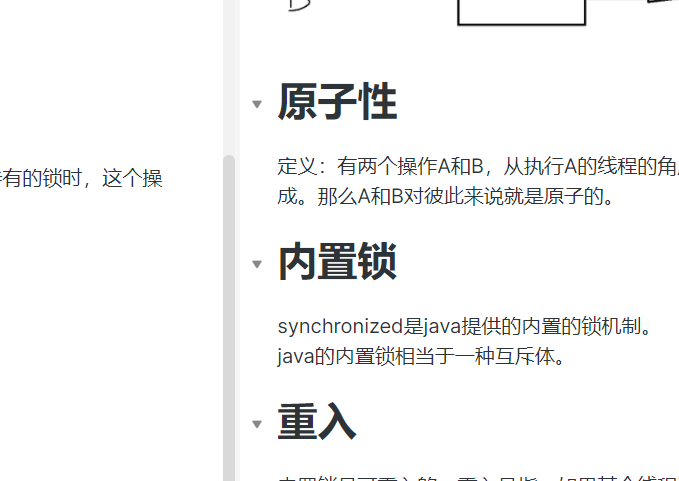 有的锁时，这个操
原子性
定义：有两个操作A和B，从执行A的线程的角
成。那么A和B对彼此来说就是原子的。
内置锁
synchronized是java提供的内置的锁机制。
java的内置锁相当于一种互斥体。
重入